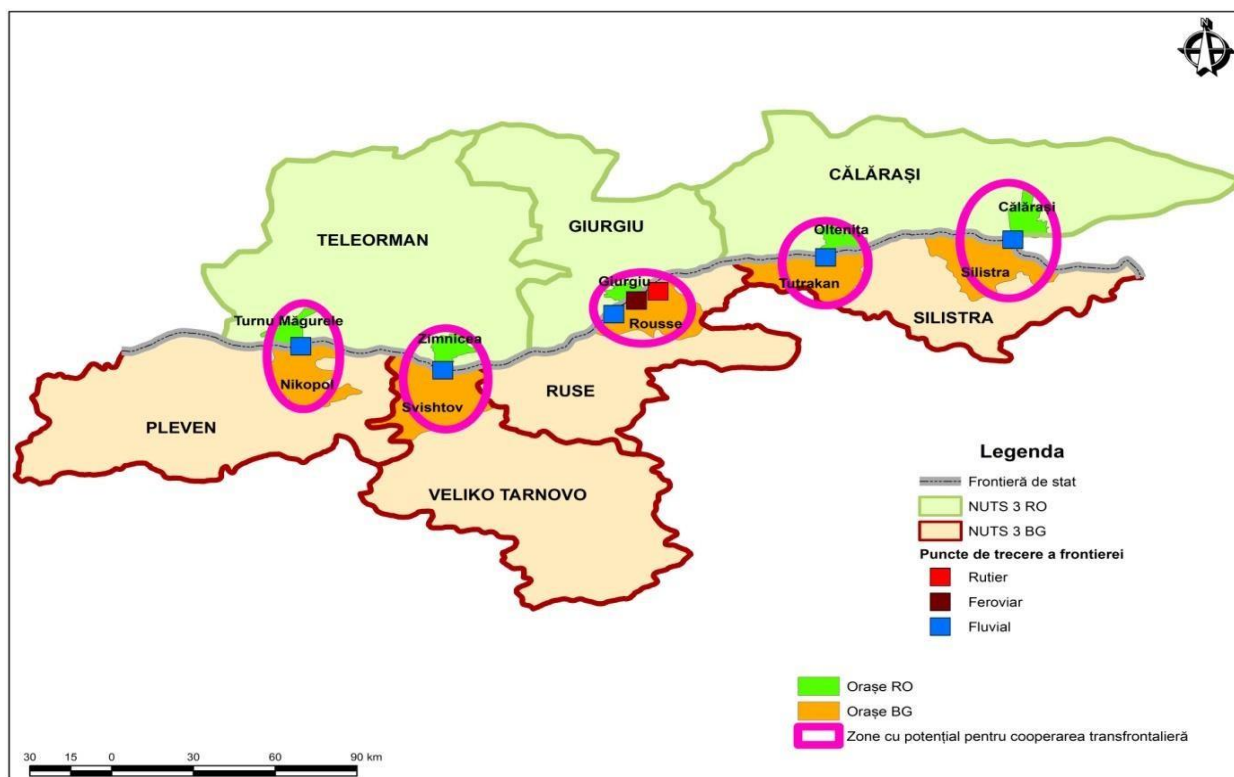 N
CĂLĂRAȘI
Călărași
GIURGIU
TELEORMAN
Oltenița
Giurgiu
Tutrakan
Silistra
SILISTRA
Turnu Măgurele
Rousse
Zimnicea
Nikopol
Svishtov
RUSE
PLEVEN
VELIKO TARNOVO
Legenda
Frontieră de stat
NUTS 3 RO
NUTS 3 BG
Puncte de trecere a frontierei
Rutier
Feroviar
Fluvial
Orașe RO
Orașe BG
Zone cu potențial pentru cooperarea transfrontalieră
30 15 0 30 60 90 km